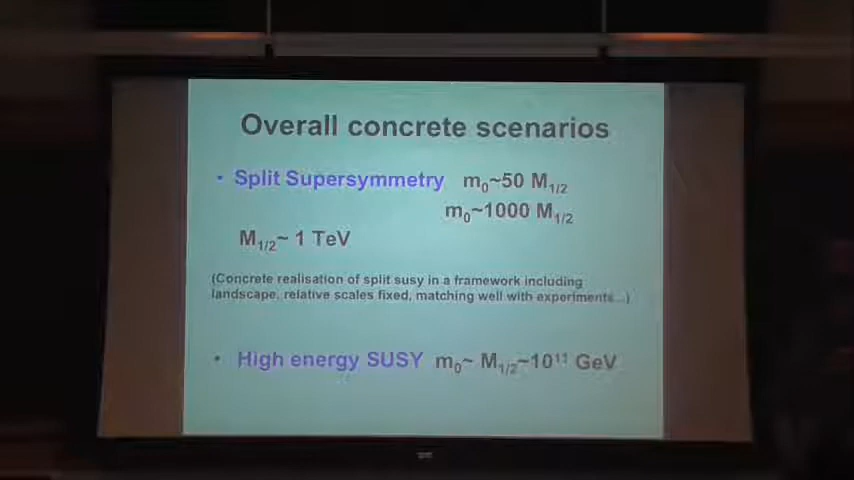 Overall concrete scenarios
• Split Supersymmetry m₀~50 M₁/₂
m₀~1000 M₁/₂
M₁/₂~ 1 TeV
(Concrete realisation of split susy in a framework including
landscape, relative scales fixed, matching well with experiments...)
• High energy SUSY m₀~ M₁/₂~10¹¹ GeV